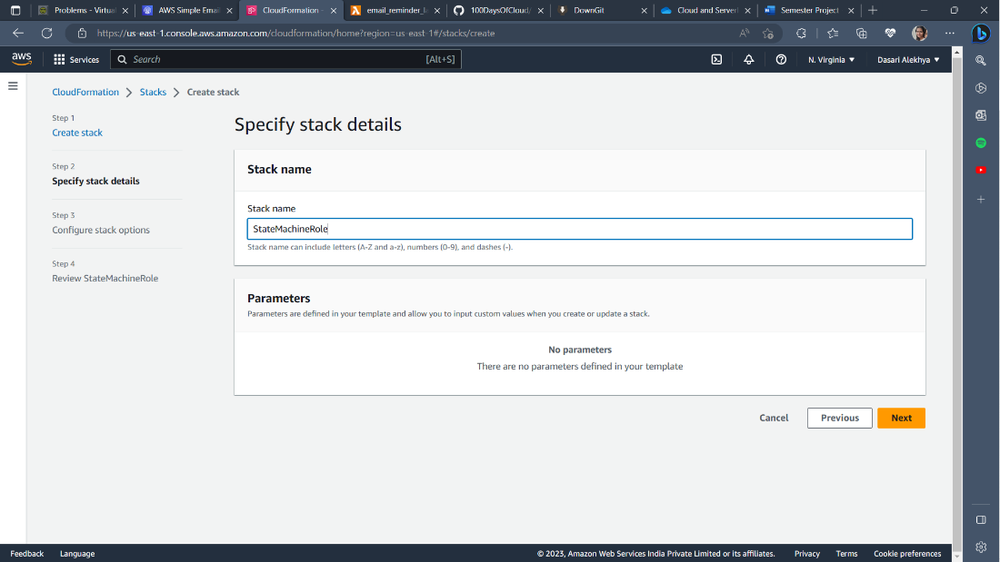 Problems - Virtual
AWS Simple Email
CloudFormation -
email_reminder_la
100DaysOfCloud/
DownGit
Cloud and Serverl
Semester Project
https://us-east-1.console.aws.amazon.com/cloudformation/home?region=us-east-1#/stacks/create
aws
Services
Search
[Alt+S]
N. Virginia
Dasari Alekhya
CloudFormation
Stacks
Create stack
Step 1
Create stack
Step 2
Specify stack details
Step 3
Configure stack options
Step 4
Review StateMachineRole
Specify stack details
Stack name
Stack name
StateMachineRole
Stack name can include letters (A-Z and a-z), numbers (0-9), and dashes (-).
Parameters
Parameters are defined in your template and allow you to input custom values when you create or update a stack.
No parameters
There are no parameters defined in your template
Cancel
Previous
Next
Feedback
Language
© 2023, Amazon Web Services India Private Limited or its affiliates.
Privacy
Terms
Cookie preferences